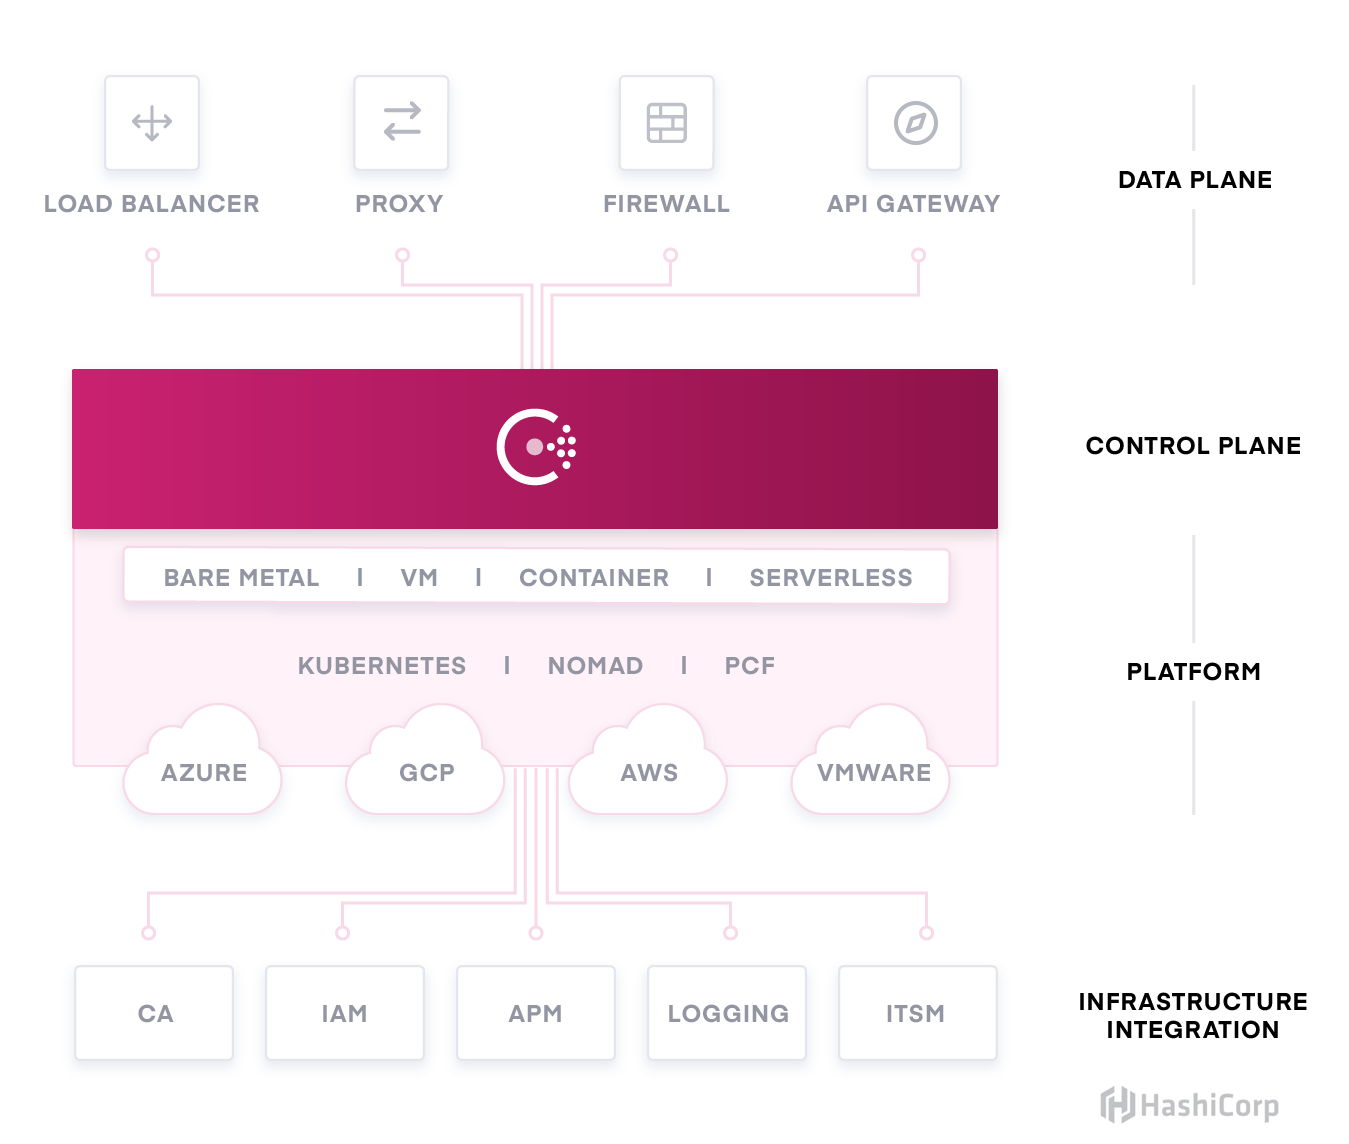 LOAD BALANCER
PROXY
FIREWALL
API GATEWAY
DATA PLANE
CONTROL PLANE
BARE METAL | VM | CONTAINER | SERVERLESS
KUBERNETES | NOMAD | PCF
PLATFORM
AZURE
GCP
AWS
VMWARE
CA
IAM
APM
LOGGING
ITSM
INFRASTRUCTURE
INTEGRATION
HashiCorp